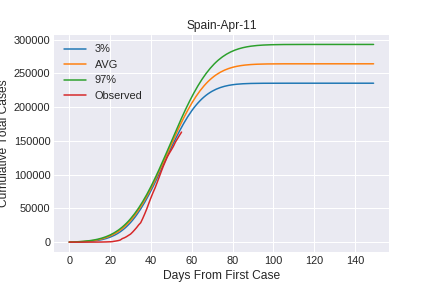 Spain-Apr-11
Cumulative Total Cases
300000
250000
200000
150000
100000
50000
0
3%
AVG
97%
Observed
0 20 40 60 80 100 120 140
Days From First Case